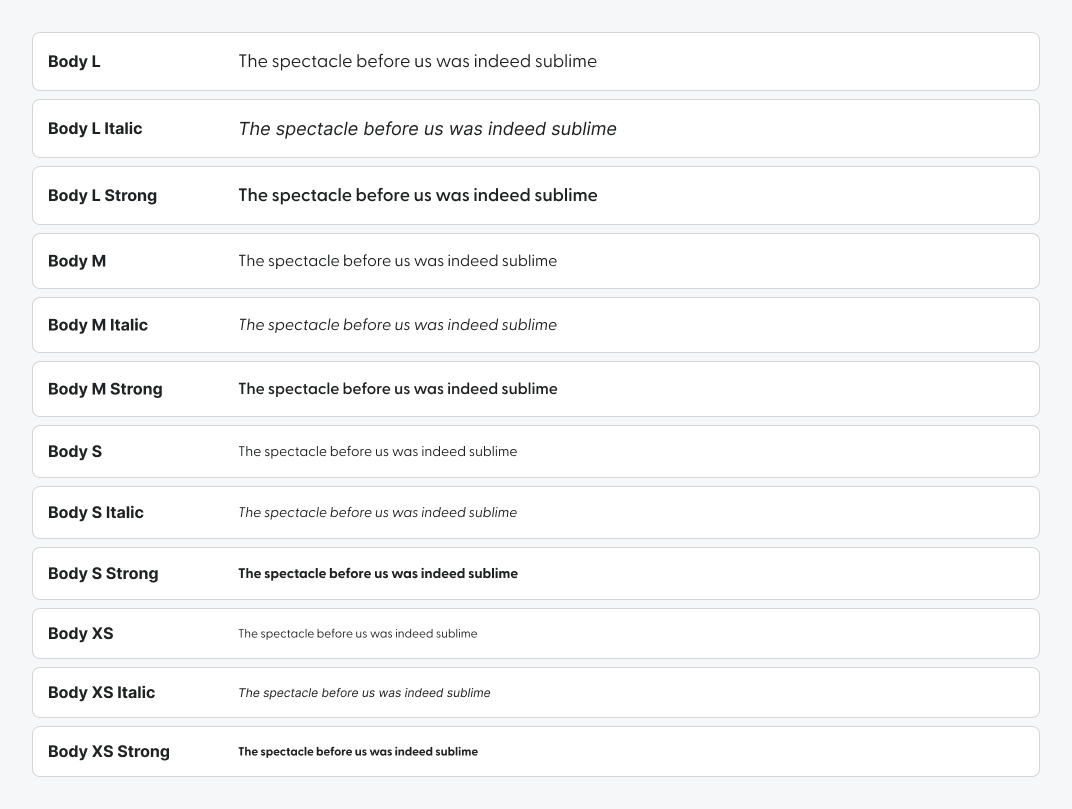 Body L The spectacle before us was indeed sublime
Body L Italic The spectacle before us was indeed sublime
Body L Strong The spectacle before us was indeed sublime
Body M The spectacle before us was indeed sublime
Body M Italic The spectacle before us was indeed sublime
Body M Strong The spectacle before us was indeed sublime
Body S The spectacle before us was indeed sublime
Body S Italic The spectacle before us was indeed sublime
Body S Strong The spectacle before us was indeed sublime
Body XS The spectacle before us was indeed sublime
Body XS Italic The spectacle before us was indeed sublime
Body XS Strong The spectacle before us was indeed sublime